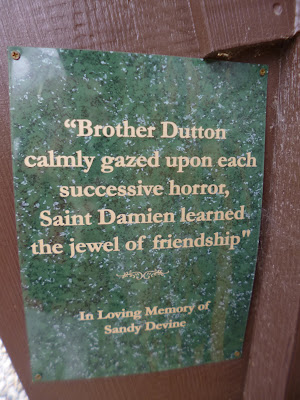 “Brother Dutton
calmly gazed upon each
successive horror,
Saint Damien learned
the jewel of friendship"
In Loving Memory of
Sandy Devine